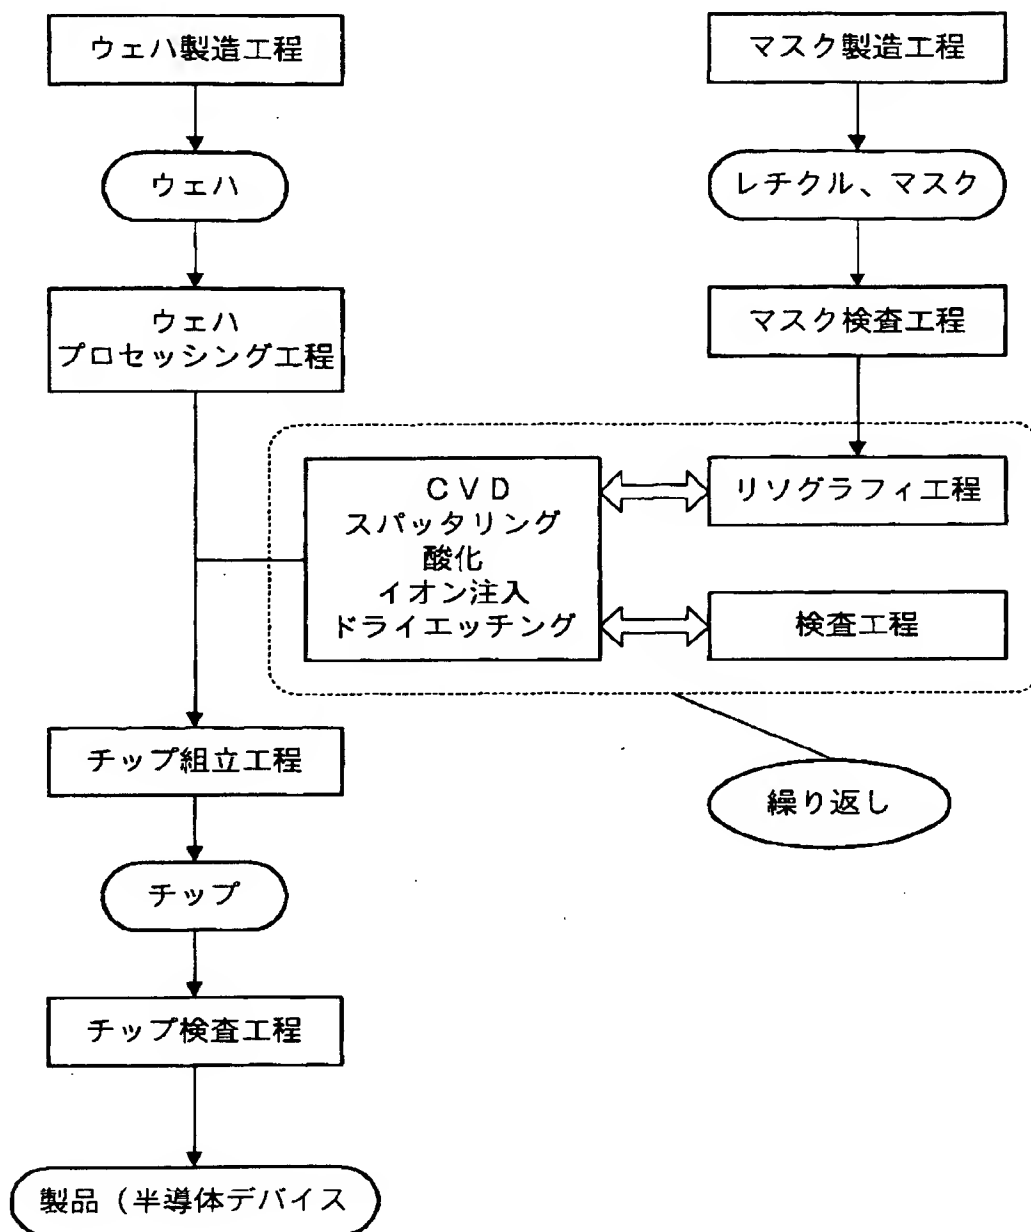 ウェハ製造工程
マスク製造工程
ウェハ
レチクル、マスク
ウェハ
プロセッシング工程
マスク検査工程
CVD
スパッタリング
酸化
イオン注入
ドライエッチング
リソグラフィ工程
検査工程
チップ組立工程
繰り返し
チップ
チップ検査工程
製品(半導体デバイス